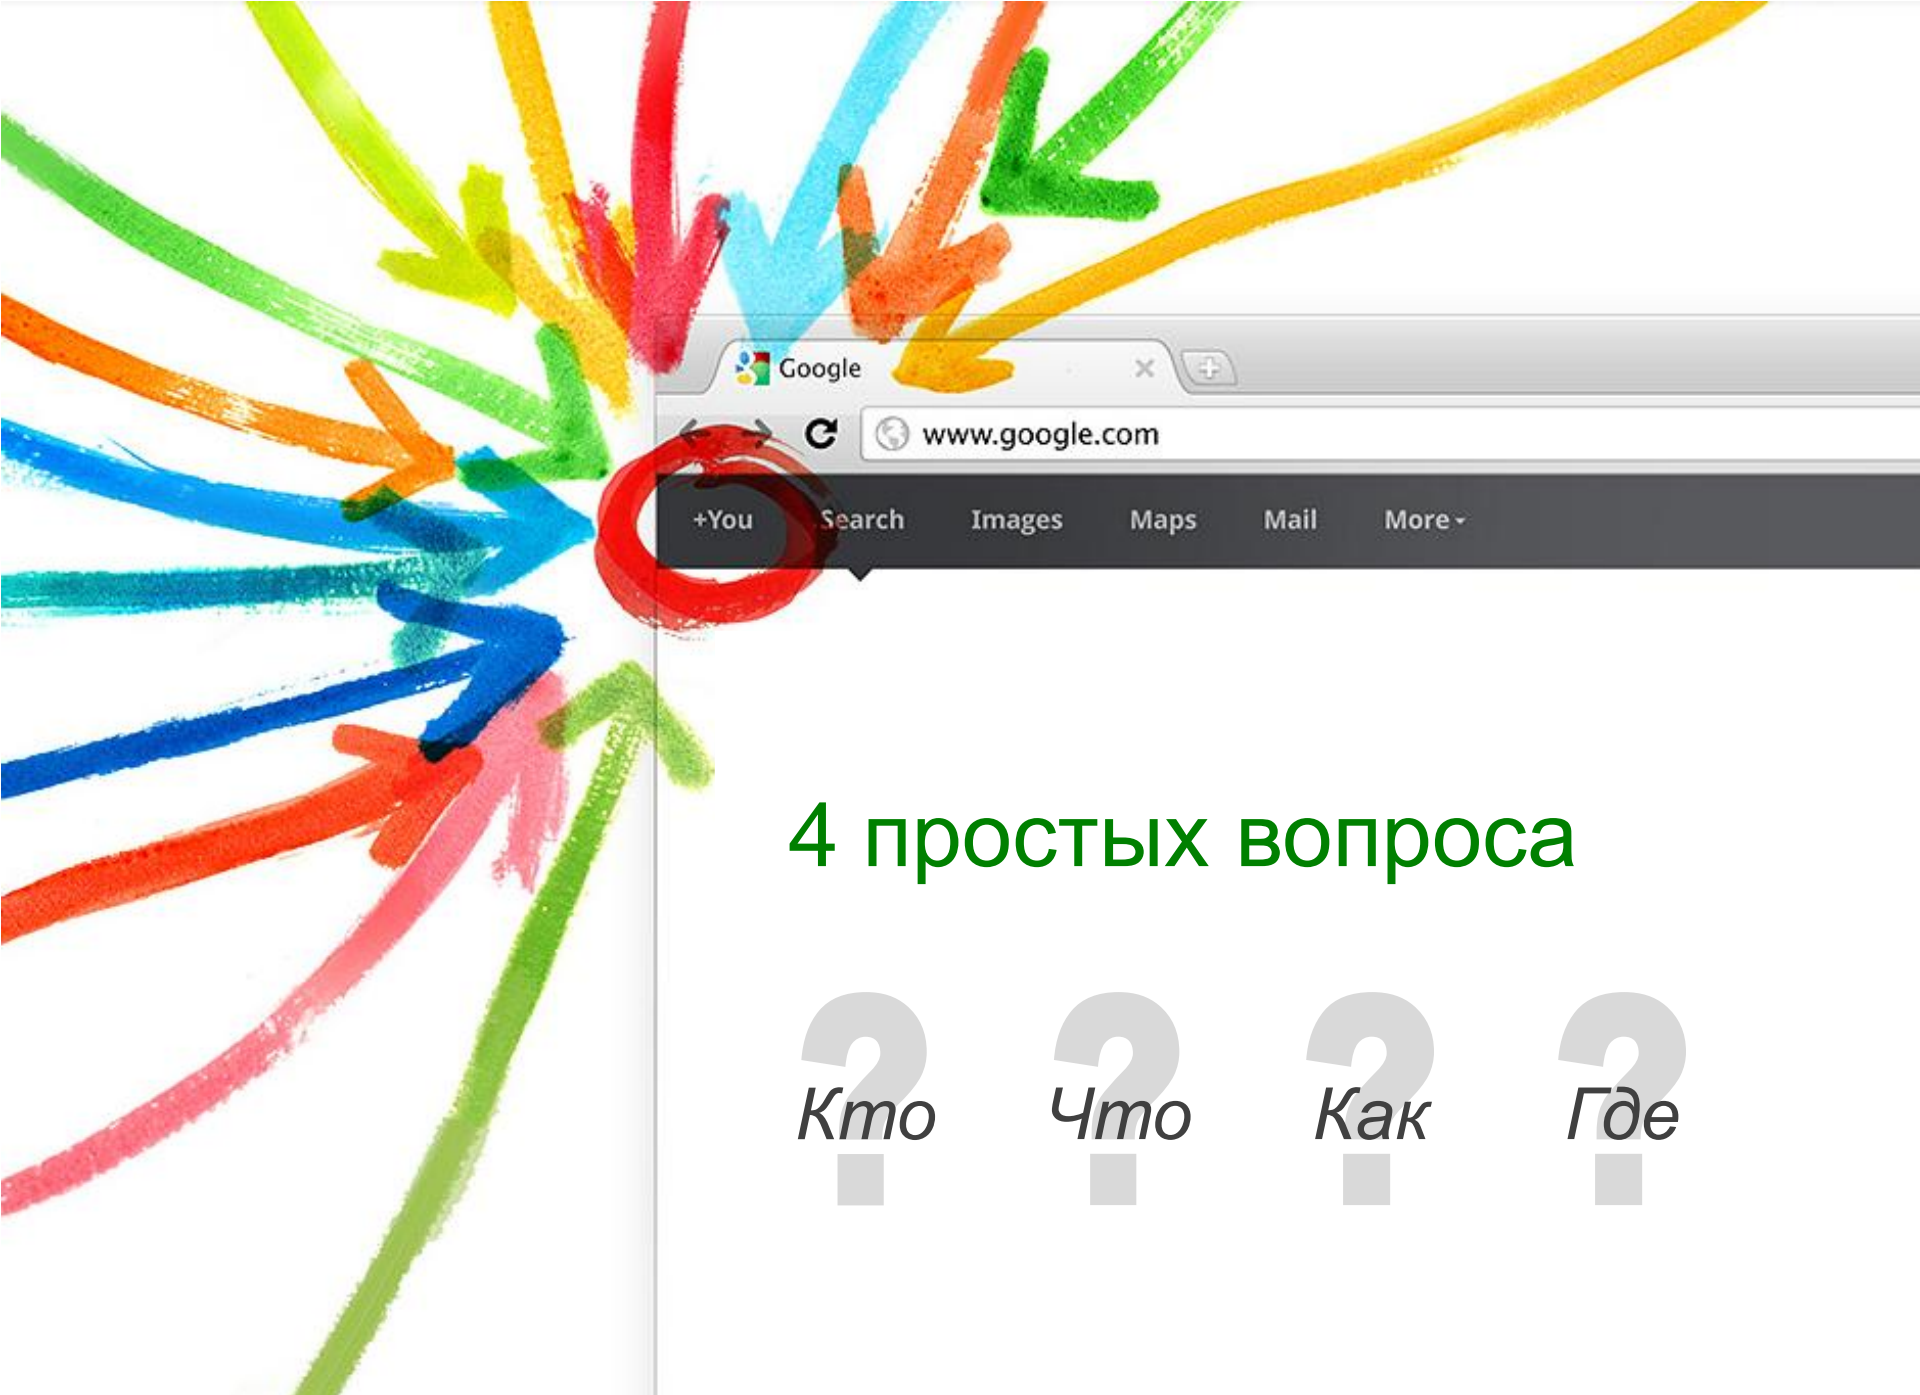 Google
www.google.com
+You Search Images Maps Mail More
4 простых вопроса
? ? ? ?
Кто Что Как Где